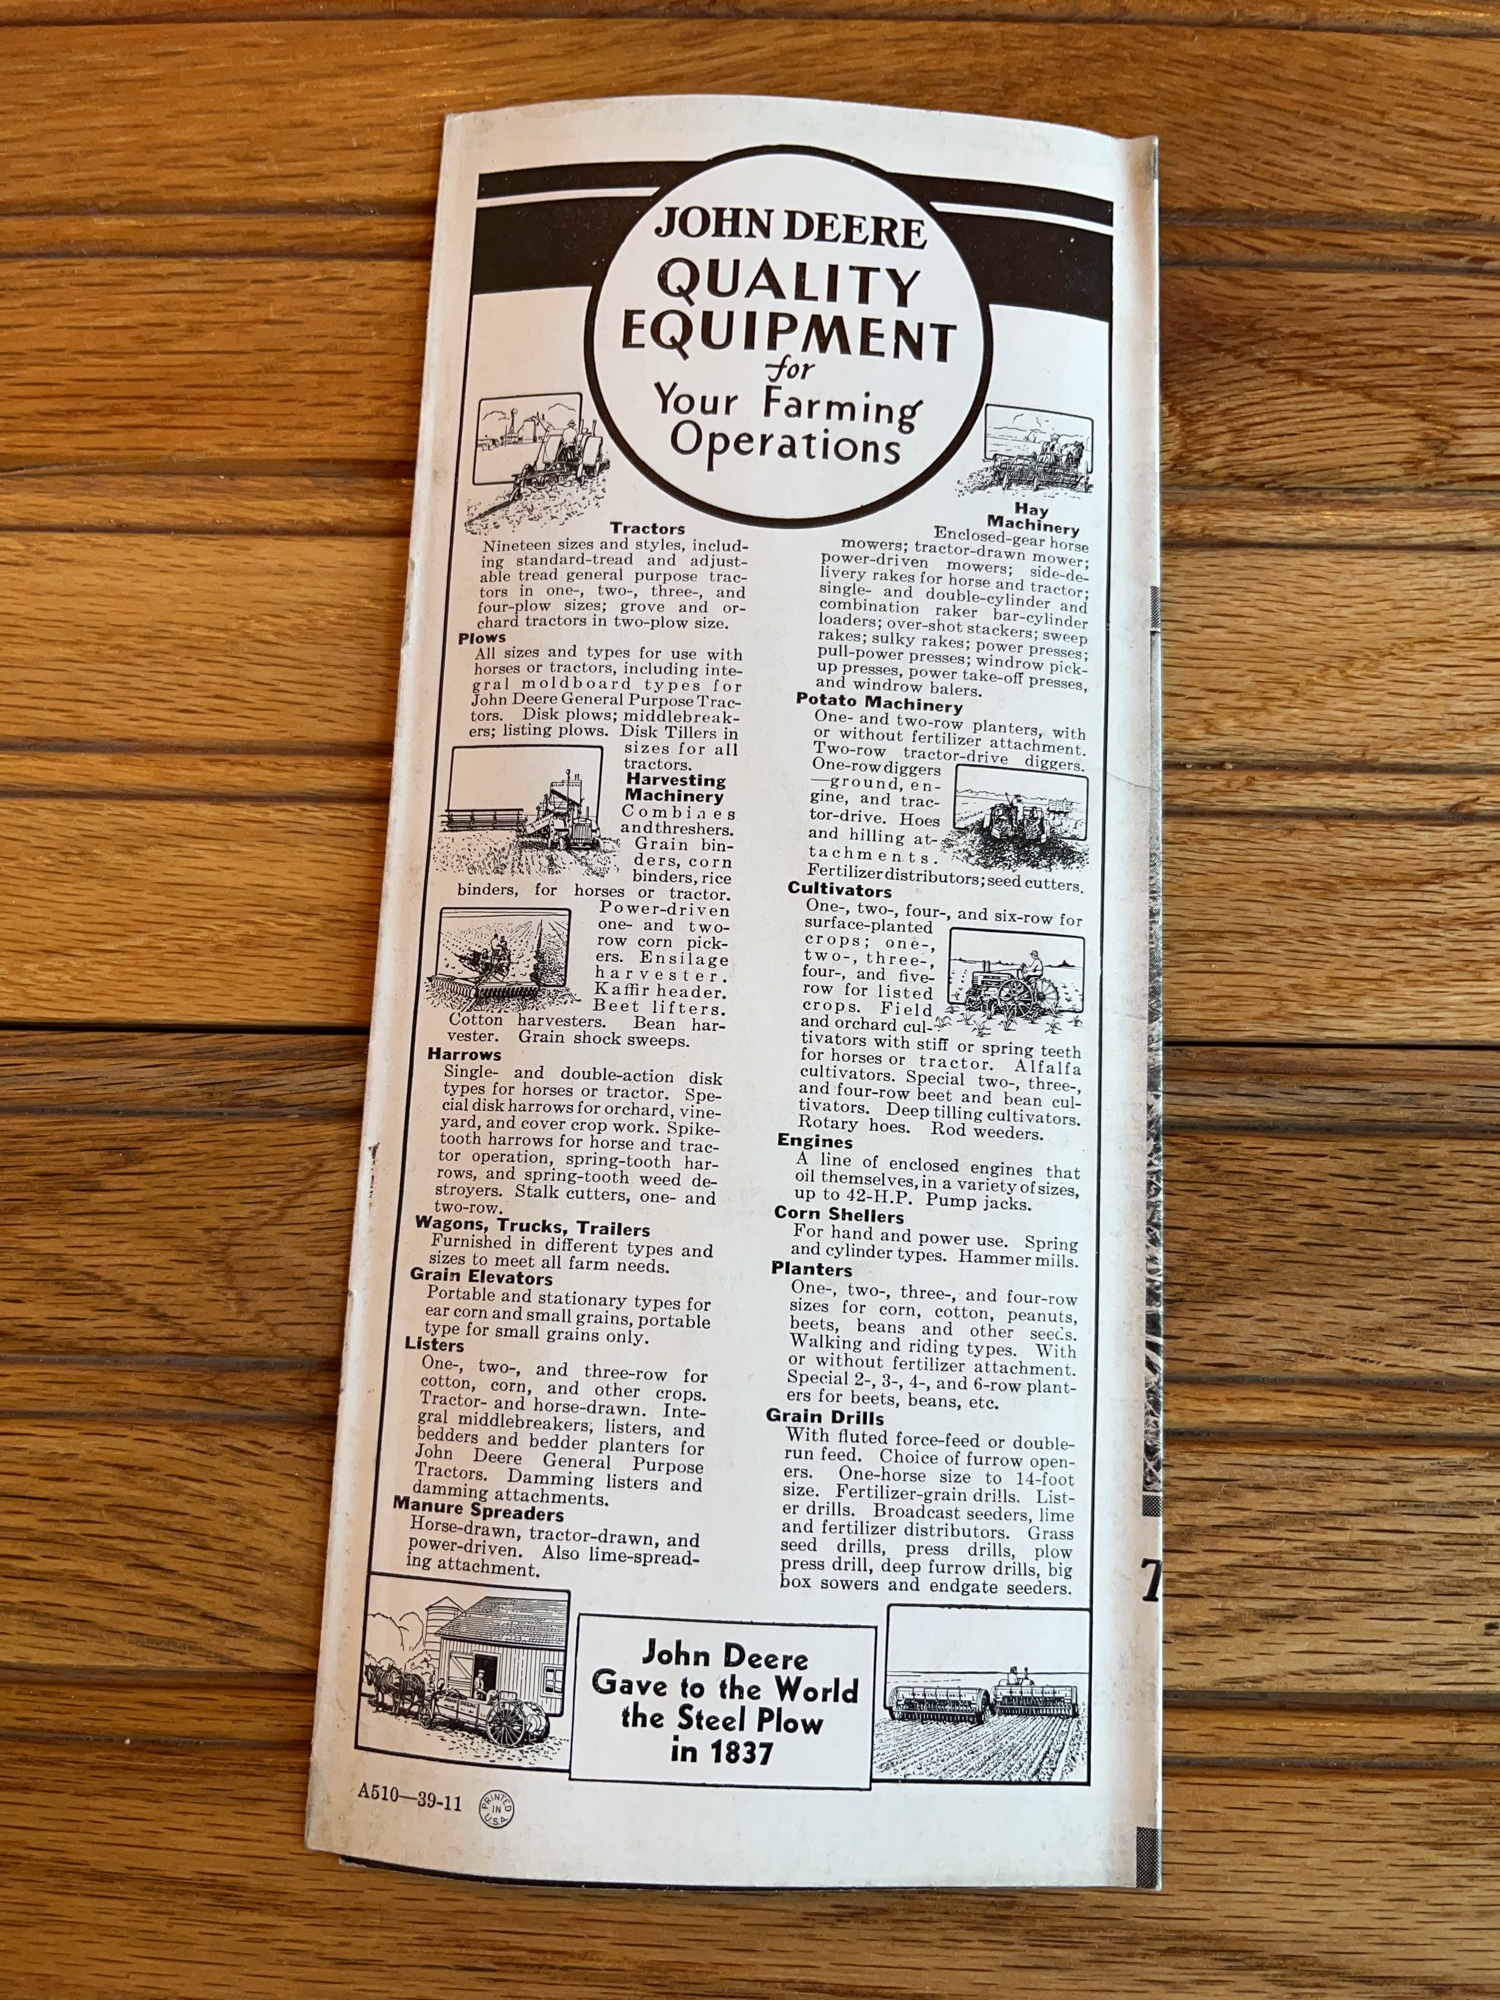 JOHN DEERE
QUALITY
EQUIPMENT
for
Your Farming
Operations
Tractors
Nineteen sizes and styles, includ-
ing standard-tread and adjust-
able tread general purpose trac-
tors in one-, two-, three-, and
four-plow sizes; grove and or-
chard tractors in two-plow size.
Plows
All sizes and types for use with
horses or tractors, including inte-
gral moldboard types for
John Deere General Purpose Trac-
tors. Disk plows; middlebreak-
ers; listing plows. Disk Tillers in
sizes for all
tractors.
Harvesting
Machinery
Combines
and threshers.
Grain bin-
ders, corn
binders, rice
binders, for horses or tractor.
Power-driven
one- and two-
row corn pick-
ers. Ensilage
harvester.
Kaffir header.
Beet lifters.
Cotton harvesters. Bean har-
vester. Grain shock sweeps.
Harrows
Single- and double-action disk
types for horses or tractor. Spe-
cial disk harrows for orchard, vine-
yard, and cover crop work. Spike-
tooth harrows for horse and trac-
tor operation, spring-tooth har-
rows, and spring-tooth weed de-
stroyers. Stalk cutters, one- and
two-row.
Wagons, Trucks, Trailers
Furnished in different types and
sizes to meet all farm needs.
Grain Elevators
Portable and stationary types for
ear corn and small grains, portable
type for small grains only.
Listers
One-, two-, and three-row for
cotton, corn, and other crops.
Tractor- and horse-drawn. Inte-
gral middlebreakers, listers, and
bedders and bedder planters for
John Deere General Purpose
Tractors. Damming listers and
damming attachments.
Manure Spreaders
Horse-drawn, tractor-drawn, and
power-driven. Also lime-spread-
ing attachment.
Hay
Machinery
Enclosed-gear horse
mowers; tractor-drawn mower;
power-driven mowers; side-de-
livery rakes for horse and tractor;
single- and double-cylinder and
combination raker bar-cylinder
loaders; over-shot stackers; sweep
rakes; sulky rakes; power presses;
pull-power presses; windrow pick-
up presses, power take-off presses,
and windrow balers.
Potato Machinery
One- and two-row planters, with
or without fertilizer attachment.
Two-row tractor-drive diggers.
One-row diggers
—ground, en-
gine, and trac-
tor-drive. Hoes
and hilling at-
tachments.
Fertilizer distributors; seed cutters.
Cultivators
One-, two-, four-, and six-row for
surface-planted
crops; one-,
two-, three-,
four-, and five-
row for listed
crops. Field
and orchard cul-
tivators with stiff or spring teeth
for horses or tractor. Alfalfa
cultivators. Special two-, three-,
and four-row beet and bean cul-
tivators. Deep tilling cultivators.
Rotary hoes. Rod weeders.
Engines
A line of enclosed engines that
oil themselves, in a variety of sizes,
up to 42-H.P. Pump jacks.
Corn Shellers
For hand and power use. Spring
and cylinder types. Hammer mills.
Planters
One-, two-, three-, and four-row
sizes for corn, cotton, peanuts,
beets, beans and other seeds.
Walking and riding types. With
or without fertilizer attachment.
Special 2-, 3-, 4-, and 6-row plant-
ers for beets, beans, etc.
Grain Drills
With fluted force-feed or double-
run feed. Choice of furrow open-
ers. One-horse size to 14-foot
size. Fertilizer-grain drills. List-
er drills. Broadcast seeders, lime
and fertilizer distributors. Grass
seed drills, press drills, plow
press drill, deep furrow drills, big
box sowers and endgate seeders.
John Deere
Gave to the World
the Steel Plow
in 1837
A510—39-11
PRINTED
IN
U.S.A.